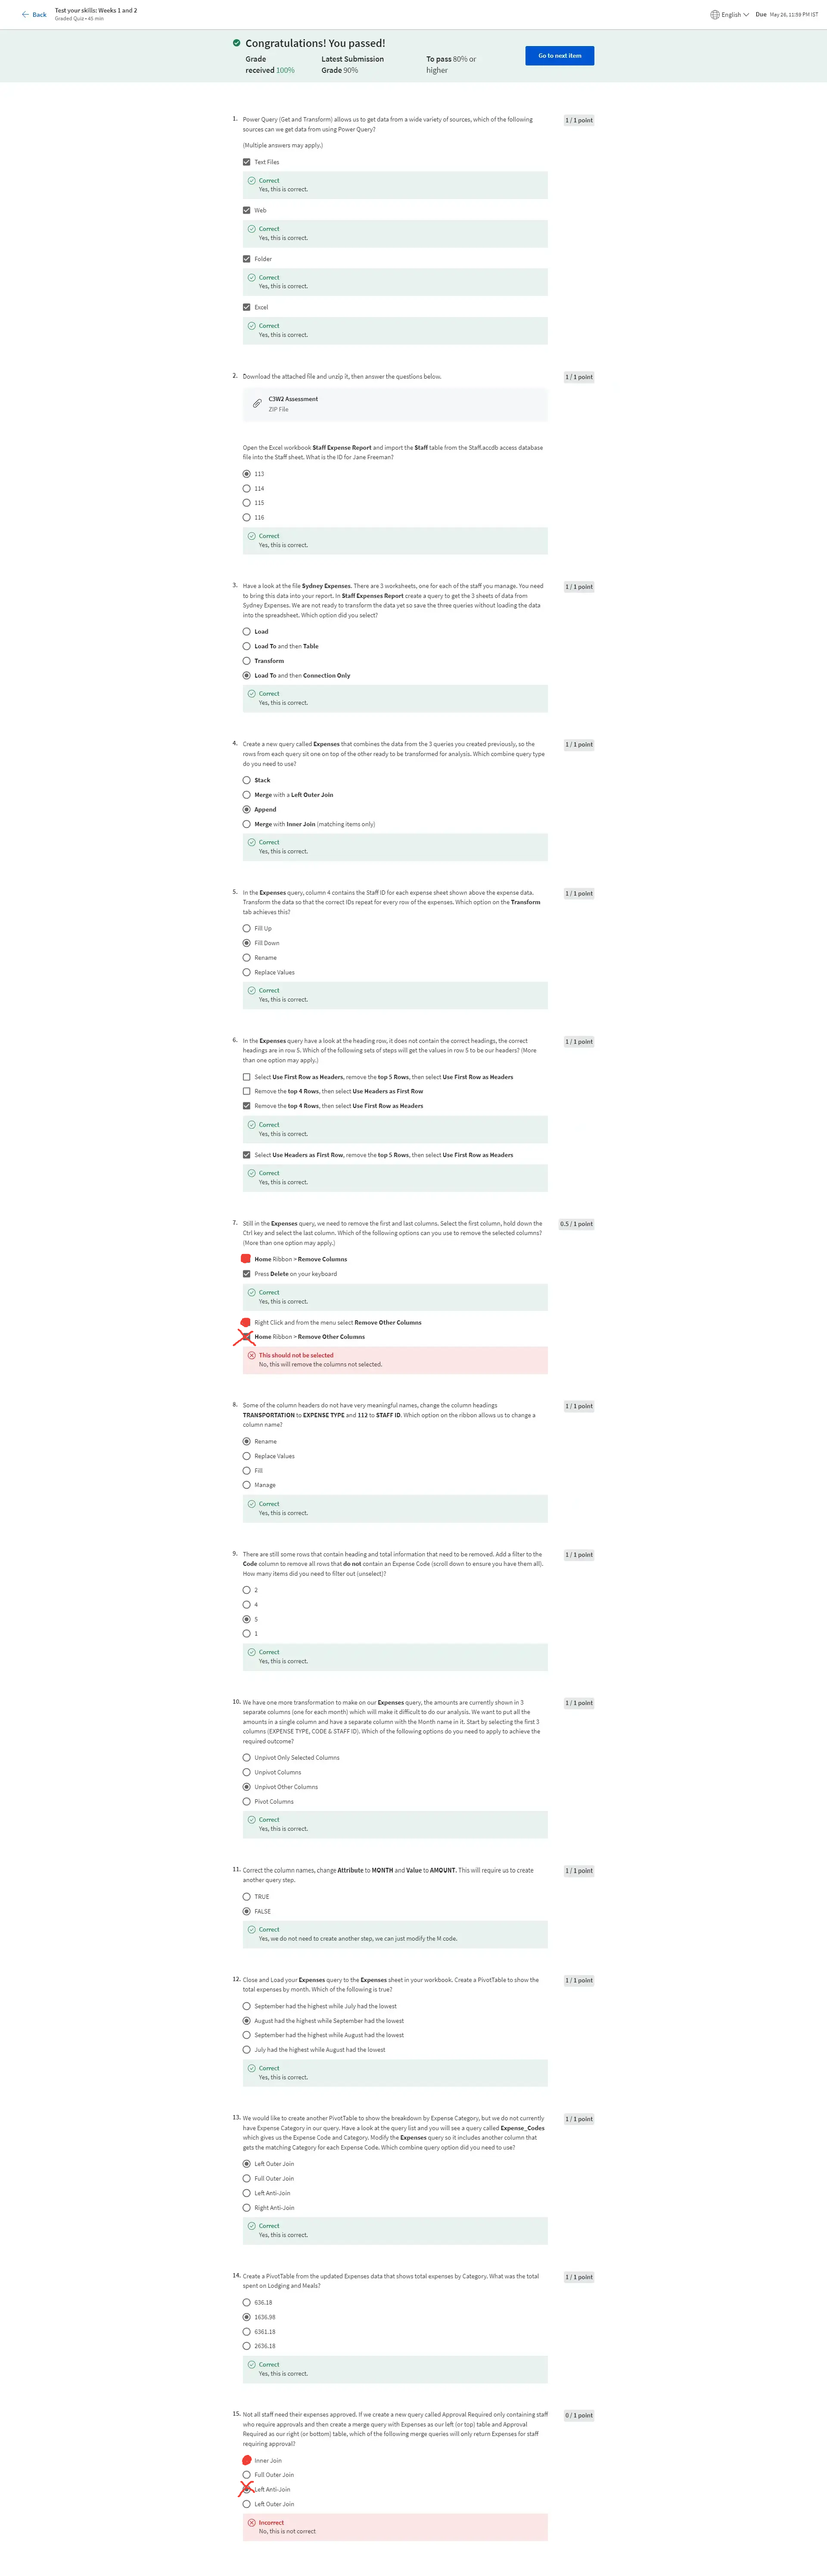 Back
Test your skills: Weeks 1 and 2
Graded Quiz • 45 min
English
Due May 26, 11:59 PM IST
Congratulations! You passed!
Grade
received 100%
Latest Submission
Grade 90%
To pass 80% or
higher
Go to next item
1. Power Query (Get and Transform) allows us to get data from a wide variety of sources, which of the following
sources can we get data from using Power Query?
1 / 1 point
(Multiple answers may apply.)
Text Files
Correct
Yes, this is correct.
Web
Correct
Yes, this is correct.
Folder
Correct
Yes, this is correct.
Excel
Correct
Yes, this is correct.
2. Download the attached file and unzip it, then answer the questions below.
1 / 1 point
C3W2 Assessment
ZIP File
Open the Excel workbook Staff Expense Report and import the Staff table from the Staff.accdb access database
file into the Staff sheet. What is the ID for Jane Freeman?
113
114
115
116
Correct
Yes, this is correct.
3. Have a look at the file Sydney Expenses. There are 3 worksheets, one for each of the staff you manage. You need
to bring this data into your report. In Staff Expenses Report create a query to get the 3 sheets of data from
Sydney Expenses. We are not ready to transform the data yet so save the three queries without loading the data
into the spreadsheet. Which option did you select?
1 / 1 point
Load
Load To and then Table
Transform
Load To and then Connection Only
Correct
Yes, this is correct.
4. Create a new query called Expenses that combines the data from the 3 queries you created previously, so the
rows from each query sit one on top of the other ready to be transformed for analysis. Which combine query type
do you need to use?
1 / 1 point
Stack
Merge with a Left Outer Join
Append
Merge with Inner Join (matching items only)
Correct
Yes, this is correct.
5. In the Expenses query, column 4 contains the Staff ID for each expense sheet shown above the expense data.
Transform the data so that the correct IDs repeat for every row of the expenses. Which option on the Transform
tab achieves this?
1 / 1 point
Fill Up
Fill Down
Rename
Replace Values
Correct
Yes, this is correct.
6. In the Expenses query have a look at the heading row, it does not contain the correct headings, the correct
headings are in row 5. Which of the following sets of steps will get the values in row 5 to be our headers? (More
than one option may apply.)
1 / 1 point
Select Use First Row as Headers, remove the top 5 Rows, then select Use First Row as Headers
Remove the top 4 Rows, then select Use Headers as First Row
Remove the top 4 Rows, then select Use First Row as Headers
Correct
Yes, this is correct.
Select Use Headers as First Row, remove the top 5 Rows, then select Use First Row as Headers
Correct
Yes, this is correct.
7. Still in the Expenses query, we need to remove the first and last columns. Select the first column, hold down the
Ctrl key and select the last column. Which of the following options can you use to remove the selected columns?
(More than one option may apply.)
0.5 / 1 point
Home Ribbon > Remove Columns
Press Delete on your keyboard
Correct
Yes, this is correct.
Right Click and from the menu select Remove Other Columns
Home Ribbon > Remove Other Columns
This should not be selected
No, this will remove the columns not selected.
8. Some of the column headers do not have very meaningful names, change the column headings
TRANSPORTATION to EXPENSE TYPE and 112 to STAFF ID. Which option on the ribbon allows us to change a
column name?
1 / 1 point
Rename
Replace Values
Fill
Manage
Correct
Yes, this is correct.
9. There are still some rows that contain heading and total information that need to be removed. Add a filter to the
Code column to remove all rows that do not contain an Expense Code (scroll down to ensure you have them all).
How many items did you need to filter out (unselect)?
1 / 1 point
2
4
5
1
Correct
Yes, this is correct.
10. We have one more transformation to make on our Expenses query, the amounts are currently shown in 3
separate columns (one for each month) which will make it difficult to do our analysis. We want to put all the
amounts in a single column and have a separate column with the Month name in it. Start by selecting the first 3
columns (EXPENSE TYPE, CODE & STAFF ID). Which of the following options do you need to apply to achieve the
required outcome?
1 / 1 point
Unpivot Only Selected Columns
Unpivot Columns
Unpivot Other Columns
Pivot Columns
Correct
Yes, this is correct.
11. Correct the column names, change Attribute to MONTH and Value to AMOUNT. This will require us to create
another query step.
1 / 1 point
TRUE
FALSE
Correct
Yes, we do not need to create another step, we can just modify the M code.
12. Close and Load your Expenses query to the Expenses sheet in your workbook. Create a PivotTable to show the
total expenses by month. Which of the following is true?
1 / 1 point
September had the highest while July had the lowest
August had the highest while September had the lowest
September had the highest while August had the lowest
July had the highest while August had the lowest
Correct
Yes, this is correct.
13. We would like to create another PivotTable to show the breakdown by Expense Category, but we do not currently
have Expense Category in our query. Have a look at the query list and you will see a query called Expense_Codes
which gives us the Expense Code and Category. Modify the Expenses query so it includes another column that
gets the matching Category for each Expense Code. Which combine query option did you need to use?
1 / 1 point
Left Outer Join
Full Outer Join
Left Anti-Join
Right Anti-Join
Correct
Yes, this is correct.
14. Create a PivotTable from the updated Expenses data that shows total expenses by Category. What was the total
spent on Lodging and Meals?
1 / 1 point
636.18
1636.98
6361.18
2636.18
Correct
Yes, this is correct.
15. Not all staff need their expenses approved. If we create a new query called Approval Required only containing staff
who require approvals and then create a merge query with Expenses as our left (or top) table and Approval
Required as our right (or bottom) table, which of the following merge queries will only return Expenses for staff
requiring approval?
0 / 1 point
Inner Join
Full Outer Join
Left Anti-Join
Left Outer Join
Incorrect
No, this is not correct